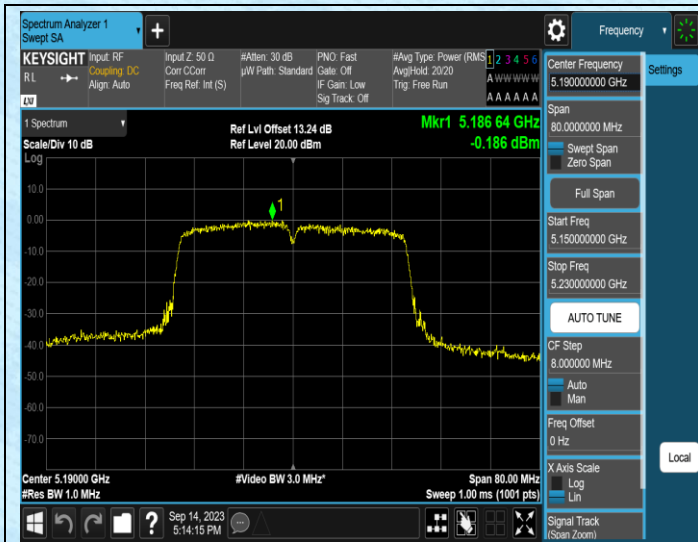 Spectrum Analyzer 1
Swept SA
Frequency
KEYSIGHT
RL
LXI
Input: RF
Coupling: DC
Align: Auto
Input Z: 50 Ω
Corr CCorr
Freq Ref: Int (S)
#Atten: 30 dB
µW Path: Standard
PNO: Fast
Gate: Off
IF Gain: Low
Sig Track: Off
#Avg Type: Power (RMS
Avg|Hold: 20/20
Trig: Free Run
1 2 3 4 5 6
A W W W W W
A A A A A A
1 Spectrum
Scale/Div 10 dB
Ref Lvl Offset 13.24 dB
Ref Level 20.00 dBm
Mkr1 5.186 64 GHz
-0.186 dBm
Log
10.0
0.00
-10.0
-20.0
-30.0
-40.0
-50.0
-60.0
-70.0
1
Center 5.19000 GHz
#Res BW 1.0 MHz
#Video BW 3.0 MHz*
Span 80.00 MHz
Sweep 1.00 ms (1001 pts)
Center Frequency
5.190000000 GHz
Settings
Span
80.0000000 MHz
Swept Span
Zero Span
Full Span
Start Freq
5.150000000 GHz
Stop Freq
5.230000000 GHz
AUTO TUNE
CF Step
8.000000 MHz
Auto
Man
Freq Offset
0 Hz
X Axis Scale
Log
Lin
Signal Track
(Span Zoom)
Local
?
Sep 14, 2023
5:14:15 PM